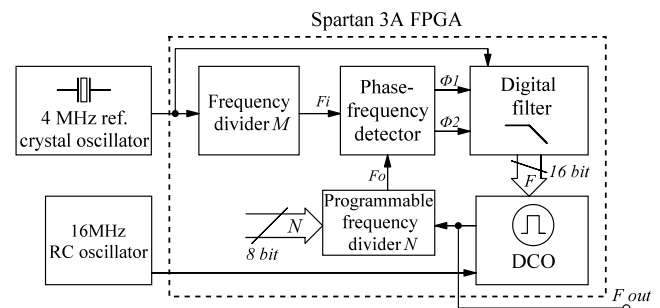 Spartan 3A FPGA
4 MHz ref.
crystal oscillator
Frequency
divider M
Fi
Phase-
frequency
detector
Φ1
Φ2
Digital
filter
16 bit
F
Fo
16MHz
RC oscillator
N
8 bit
Programmable
frequency
divider N
DCO
F out